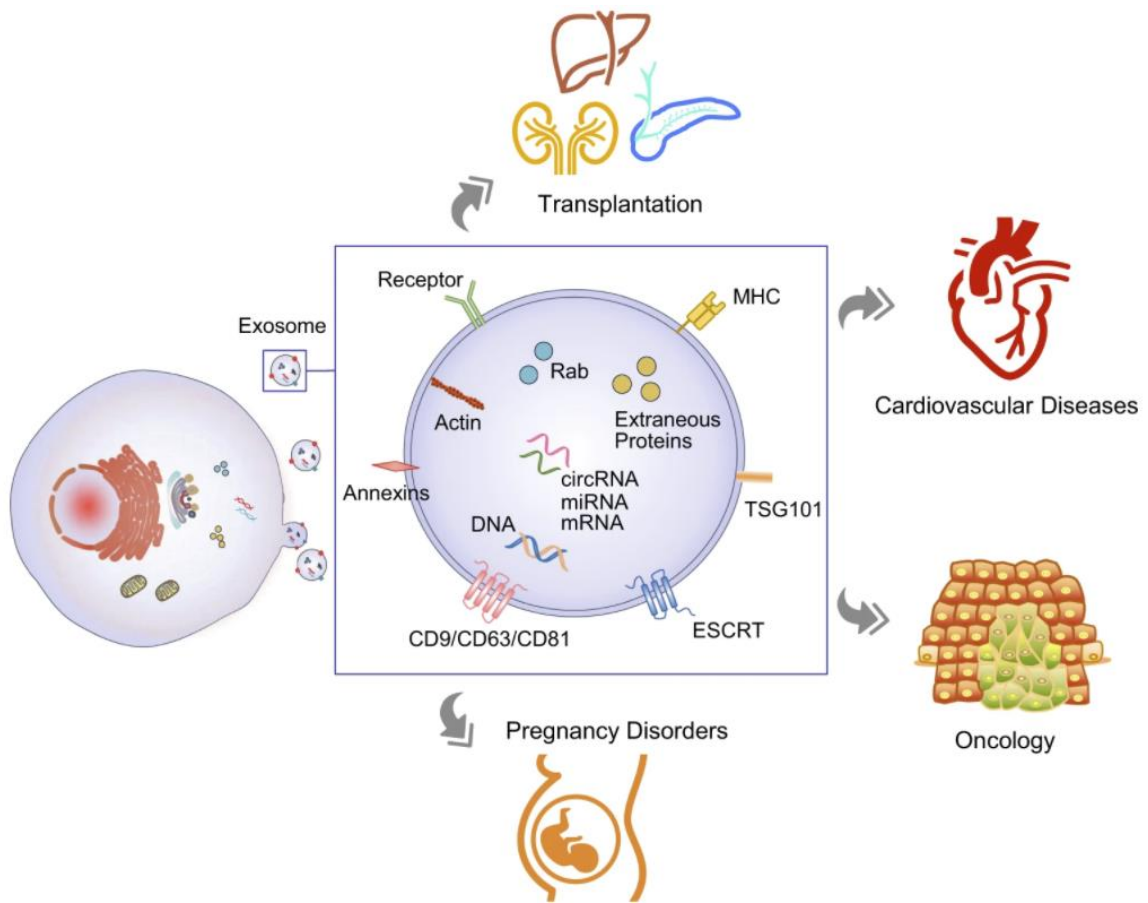 Transplantation
Receptor
MHC
Exosome
Rab
Cardiovascular Diseases
Actin
Extraneous
Proteins
Annexins
circRNA
miRNA
mRNA
TSG101
DNA
CD9/CD63/CD81
ESCRT
Pregnancy Disorders
Oncology